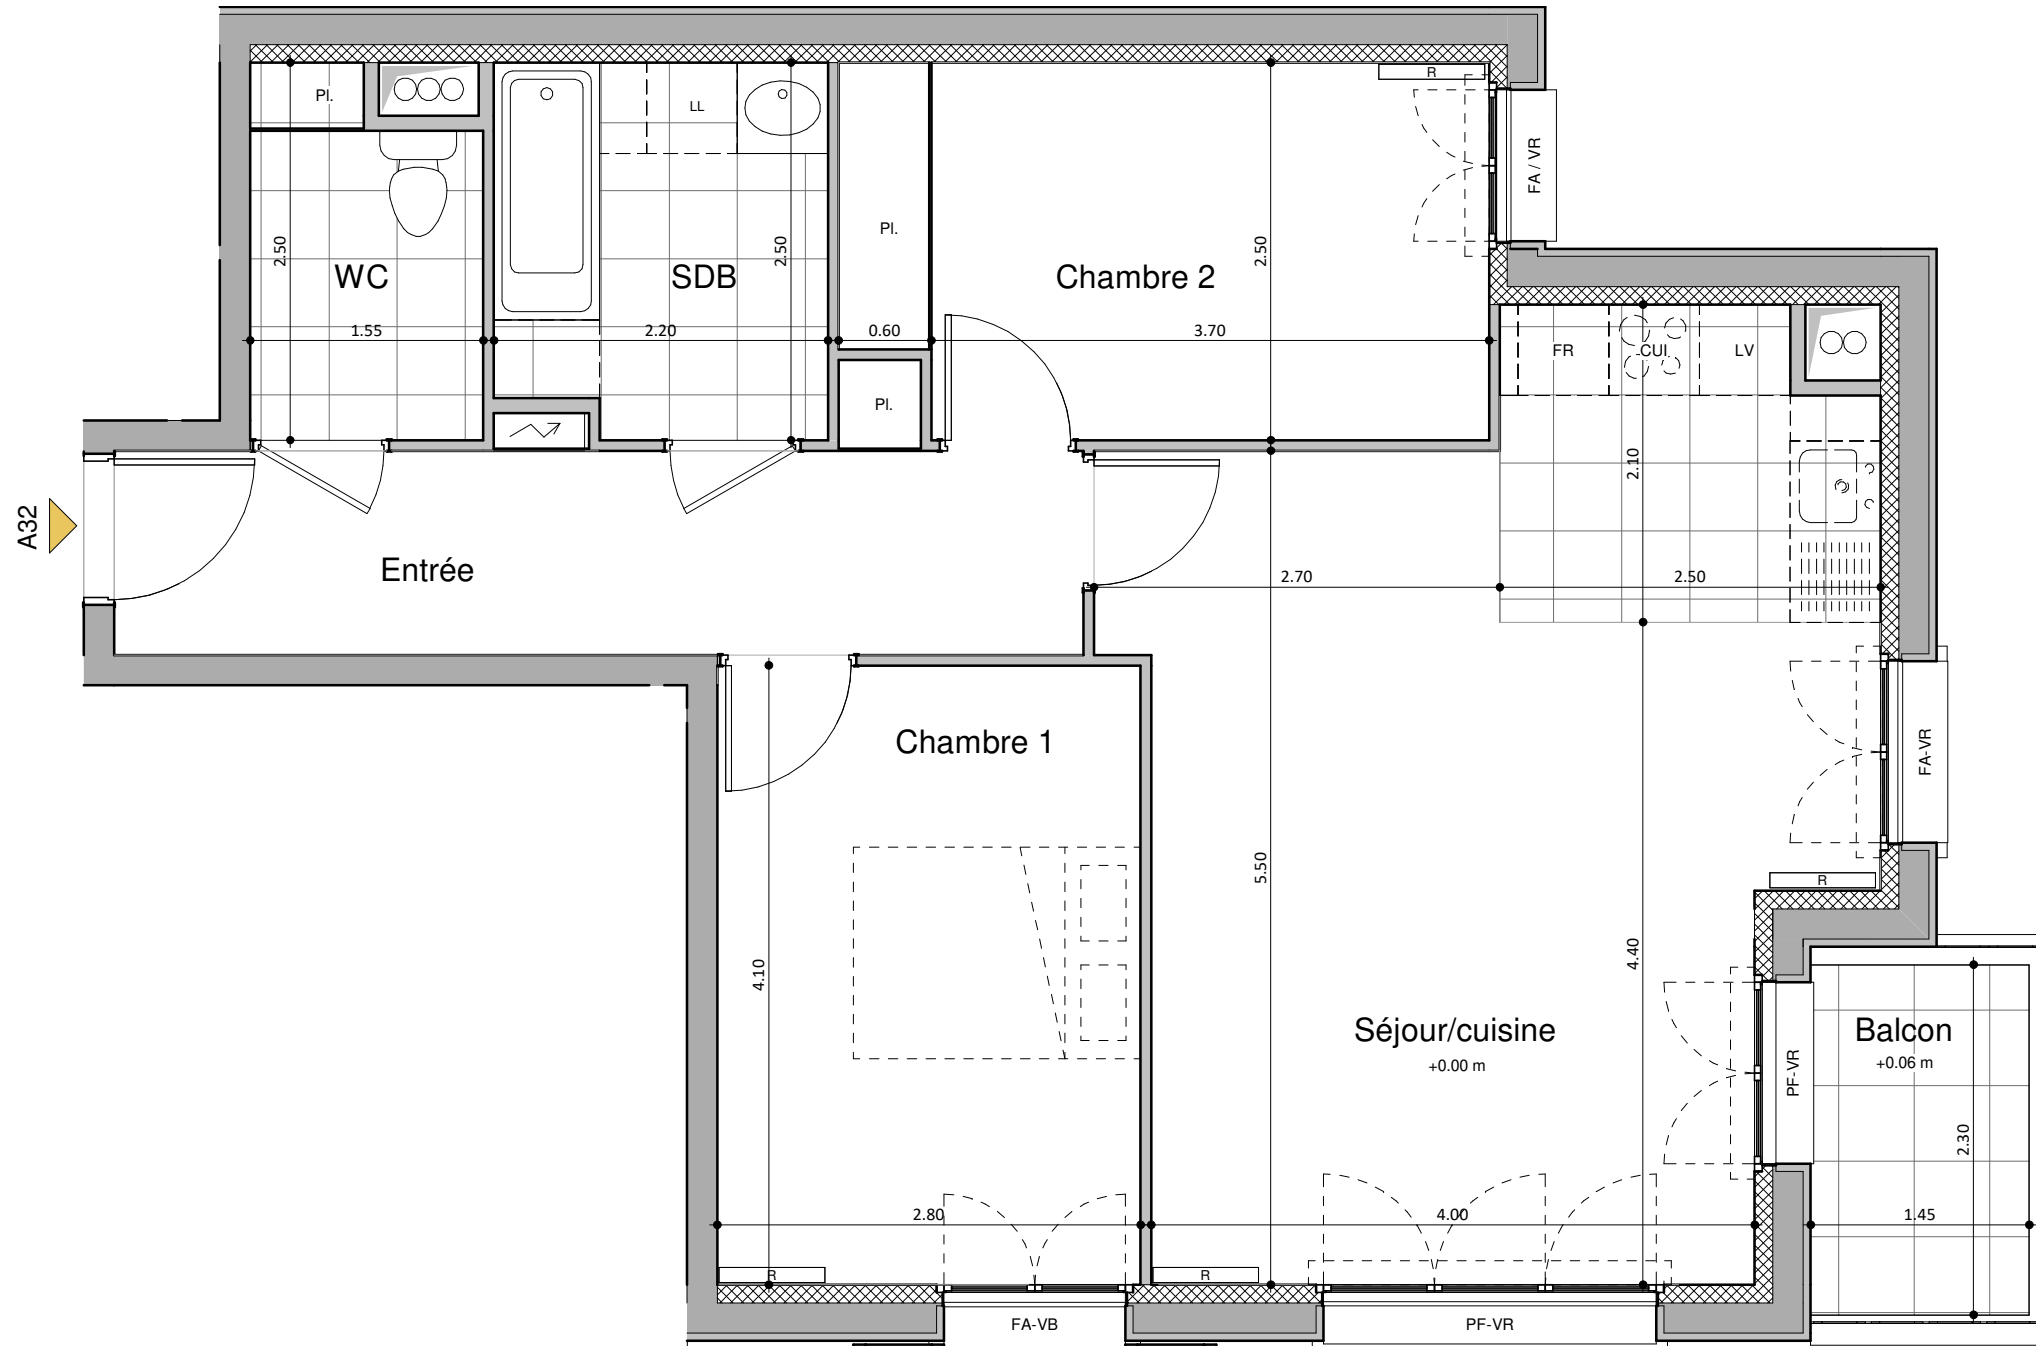 R
Pl.
LL
FA / VR
Pl.
2.50
WC
SDB
2.50
Chambre 2
2.50
1.55
2.20
0.60
3.70
FR
CUI.
LV
Pl.
2.10
A32
Entrée
2.70
2.50
Chambre 1
FA-VR
5.50
R
4.10
4.40
Séjour/cuisine
+0.00 m
Balcon
+0.06 m
PF-VR
2.30
2.80
4.00
1.45
R
R
FA-VB
PF-VR